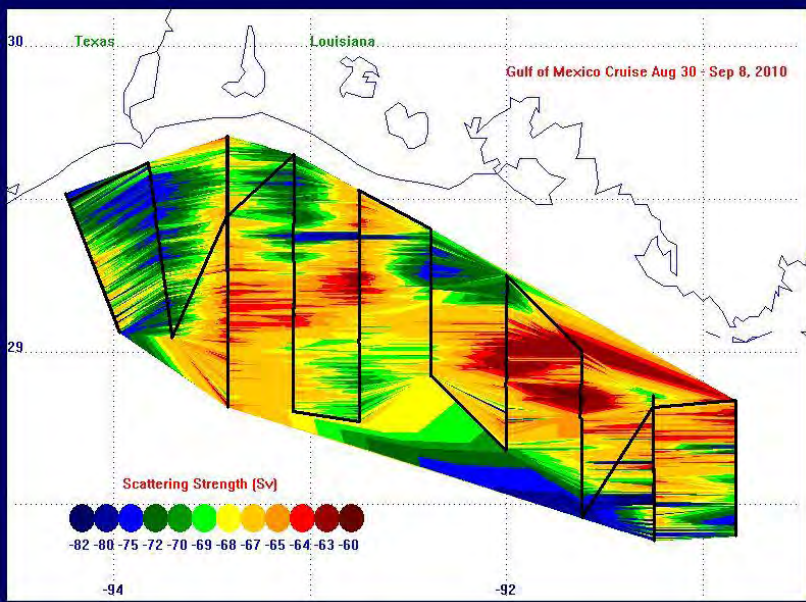 30
Texas
Louisiana
Gulf of Mexico Cruise Aug 30 - Sep 8, 2010
29
Scattering Strength (Sv)
-82 -80 -75 -72 -70 -69 -68 -67 -65 -64 -63 -60
-94
-92